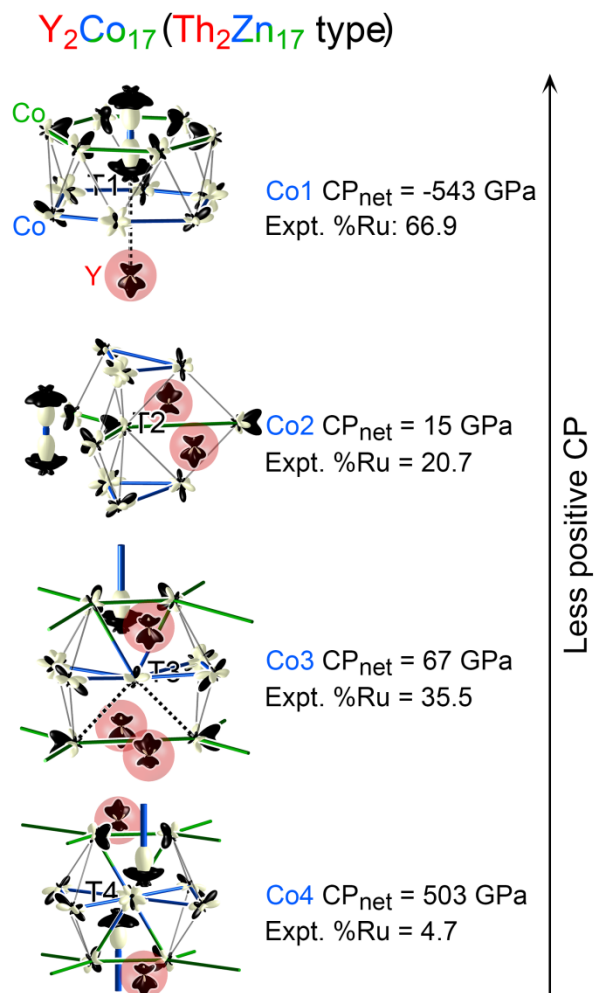 Y2Co17 (Th2Zn17 type)
Co
T1
Co
Y
Co1 CPnet = -543 GPa
Expt. %Ru: 66.9
T2
Co2 CPnet = 15 GPa
Expt. %Ru = 20.7
T3
Co3 CPnet = 67 GPa
Expt. %Ru = 35.5
T4
Co4 CPnet = 503 GPa
Expt. %Ru = 4.7
Less positive CP